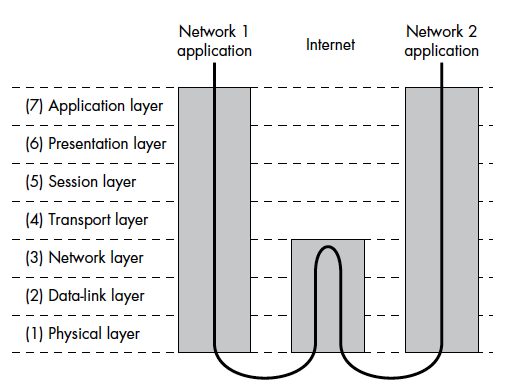 Network 1
application
Internet
Network 2
application
(7) Application layer
(6) Presentation layer
(5) Session layer
(4) Transport layer
(3) Network layer
(2) Data-link layer
(1) Physical layer